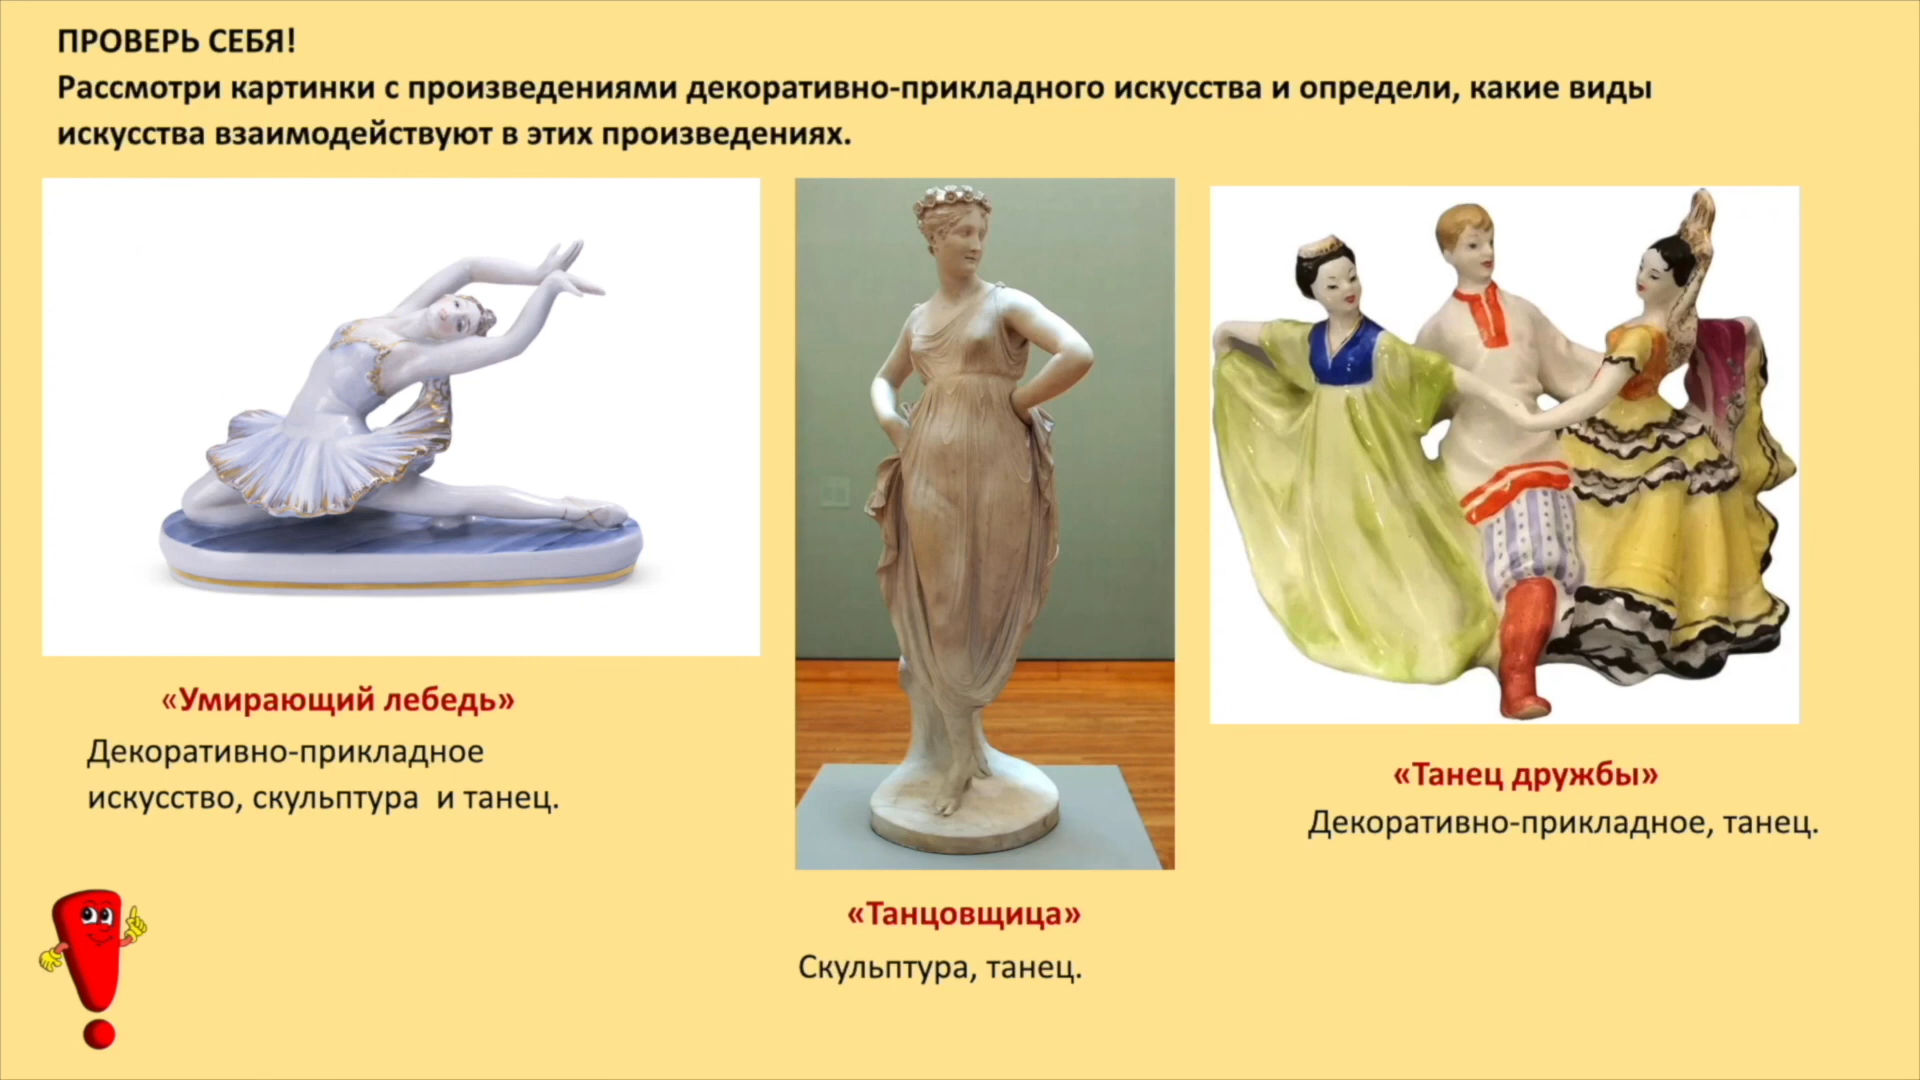 ПРОВЕРЬ СЕБЯ!
Рассмотри картинки с произведениями декоративно-прикладного искусства и определи, какие виды
искусства взаимодействуют в этих произведениях.
«Умирающий лебедь»
Декоративно-прикладное
искусство, скульптура и танец.
«Танцовщица»
Скульптура, танец.
«Танец дружбы»
Декоративно-прикладное, танец.